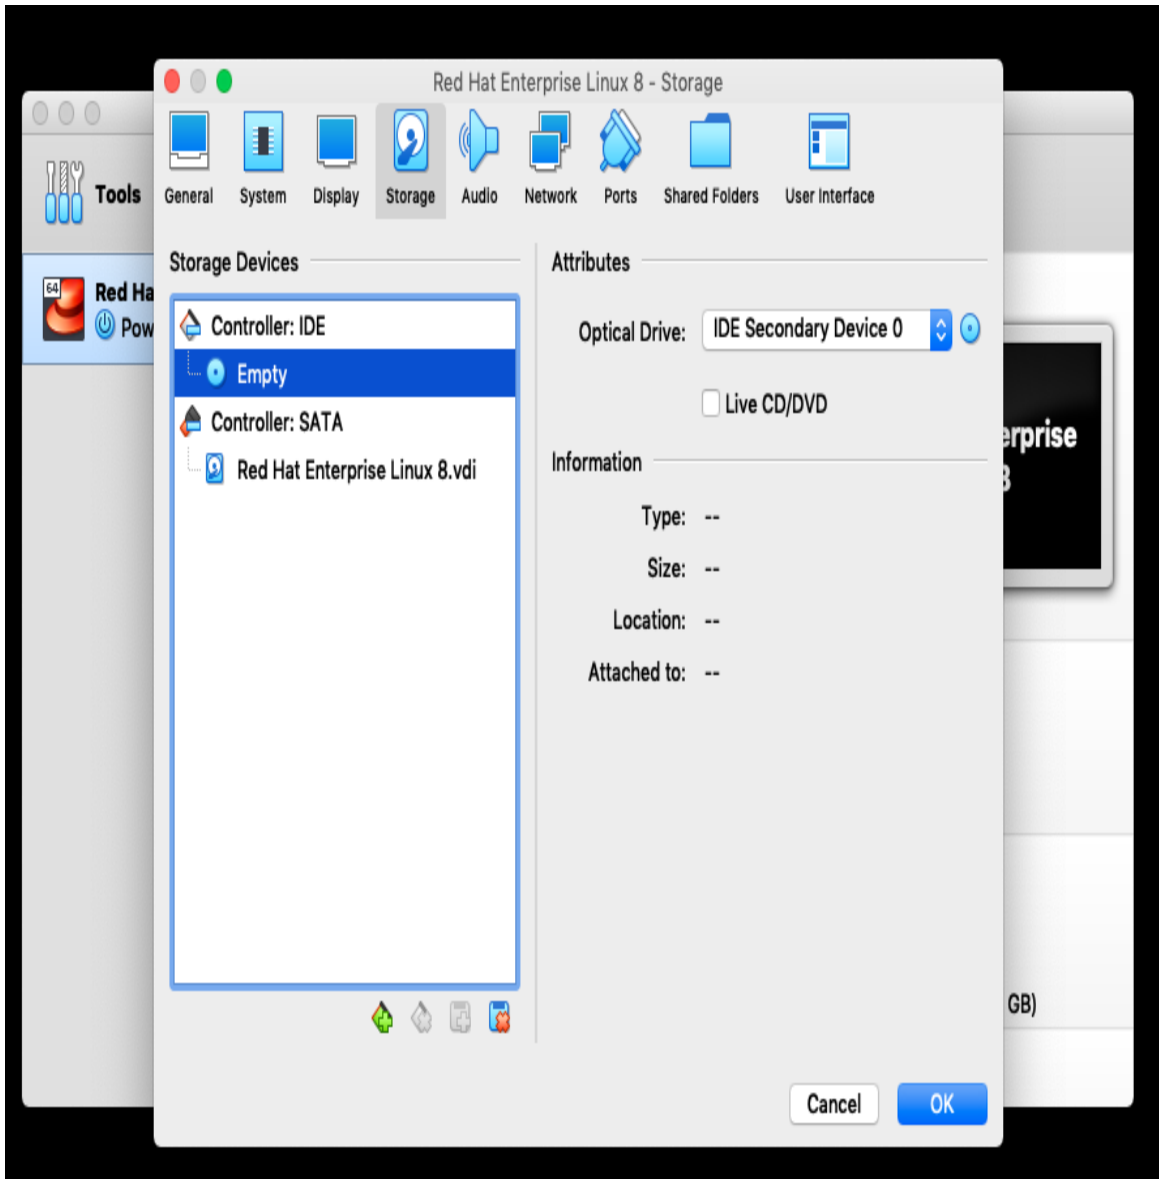 Red Hat Enterprise Linux 8 - Storage
Tools
General
System
Display
Storage
Audio
Network
Ports
Shared Folders
User Interface
64
Red Ha
Pow
Storage Devices
Controller: IDE
Empty
Controller: SATA
Red Hat Enterprise Linux 8.vdi
Attributes
Optical Drive: IDE Secondary Device 0
Live CD/DVD
Information
Type: --
Size: --
Location: --
Attached to: --
erprise
8
GB)
Cancel
OK